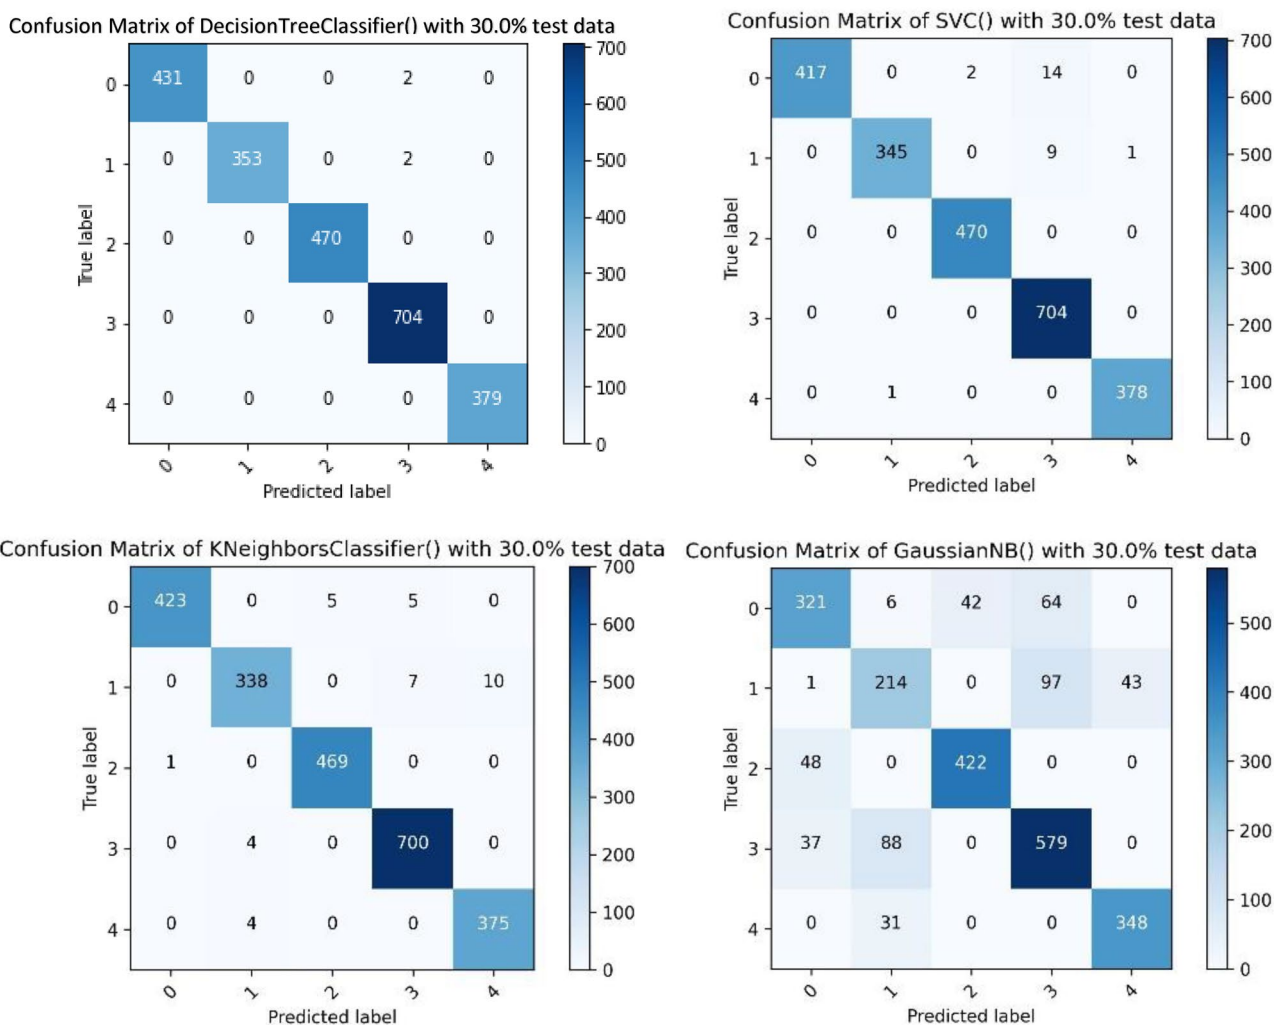 Confusion Matrix of DecisionTreeClassifier() with 30.0% test data
0 431 0 0 2 0
1 0 353 0 2 0
2 0 0 470 0 0
3 0 0 0 704 0
4 0 0 0 0 379
0 1 2 3 4
True label
Predicted label
700
600
500
400
300
200
100
0
Confusion Matrix of SVC() with 30.0% test data
0 417 0 2 14 0
1 0 345 0 9 1
2 0 0 470 0 0
3 0 0 0 704 0
4 0 1 0 0 378
0 1 2 3 4
True label
Predicted label
700
600
500
400
300
200
100
0
Confusion Matrix of KNeighborsClassifier() with 30.0% test data
0 423 0 5 5 0
1 0 338 0 7 10
2 1 0 469 0 0
3 0 4 0 700 0
4 0 4 0 0 375
0 1 2 3 4
True label
Predicted label
700
600
500
400
300
200
100
0
Confusion Matrix of GaussianNB() with 30.0% test data
0 321 6 42 64 0
1 1 214 0 97 43
2 48 0 422 0 0
3 37 88 0 579 0
4 0 31 0 0 348
0 1 2 3 4
True label
Predicted label
500
400
300
200
100
0